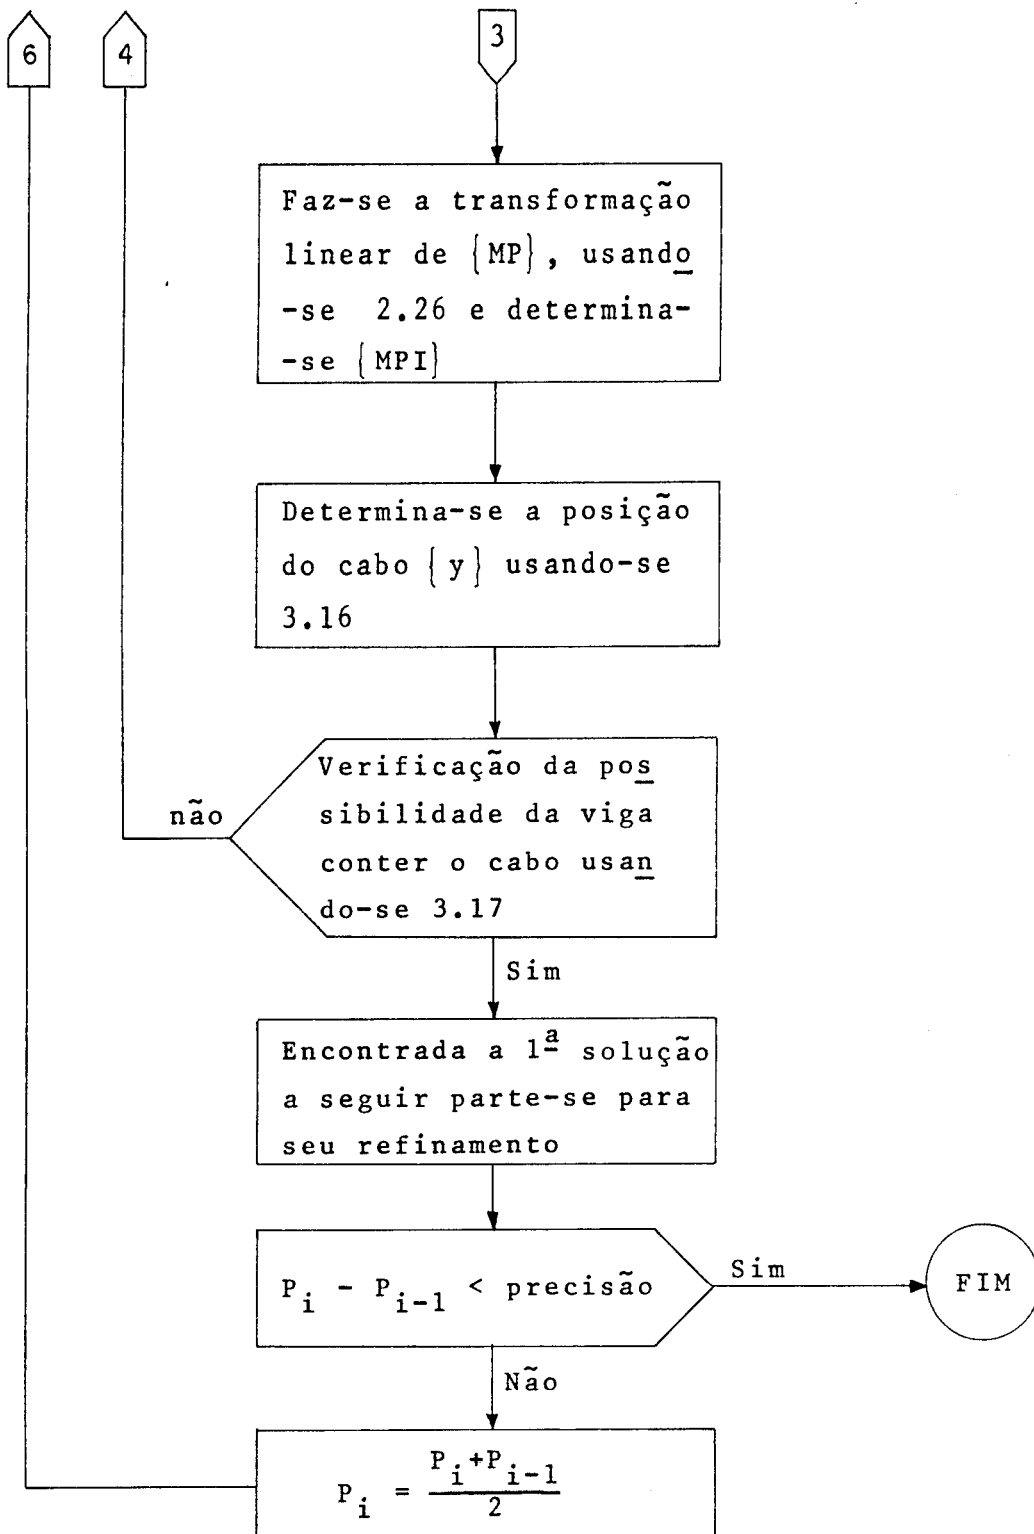 6
4
3
Faz-se a transformação
linear de {MP}, usando
-se 2.26 e determina-
-se {MPI}
Determina-se a posição
do cabo {y} usando-se
3.16
Verificação da pos
sibilidade da viga
conter o cabo usan
do-se 3.17
não
Sim
Encontrada a 1ª solução
a seguir parte-se para
seu refinamento
P_i - P_{i-1} < precisão
Sim
FIM
Não
P_i = \frac{P_i+P_{i-1}}{2}